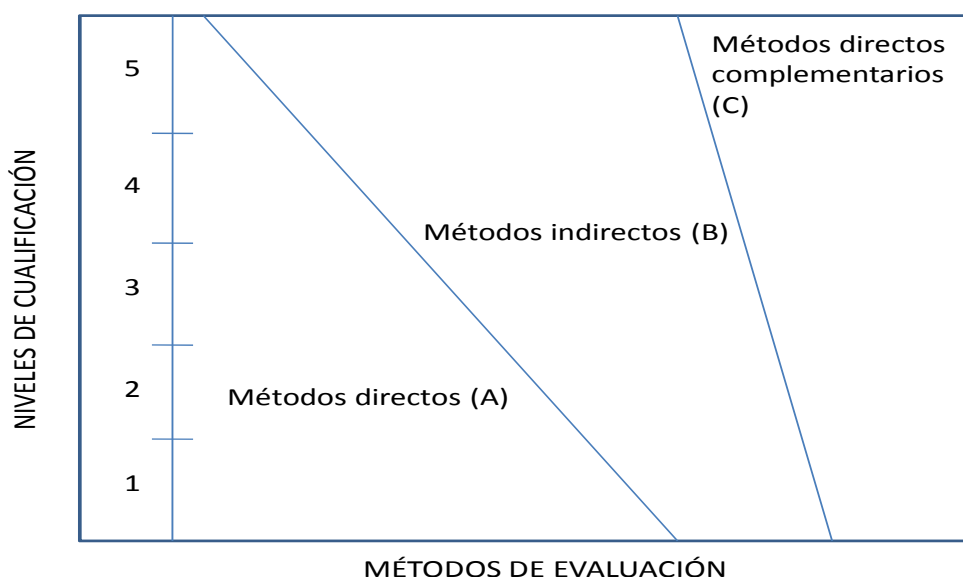 Métodos directos
complementarios
(C)
5
4
Métodos indirectos (B)
3
2
Métodos directos (A)
1
NIVELES DE CUALIFICACIÓN
MÉTODOS DE EVALUACIÓN